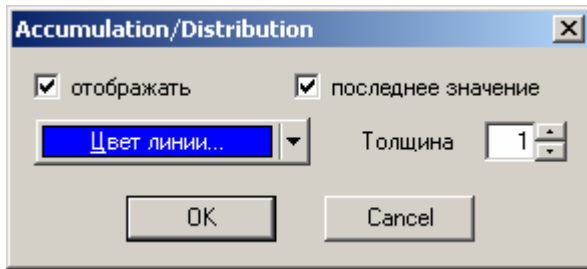 Accumulation/Distribution
отображать последнее значение
Цвет линии... Толщина 1
OK Cancel